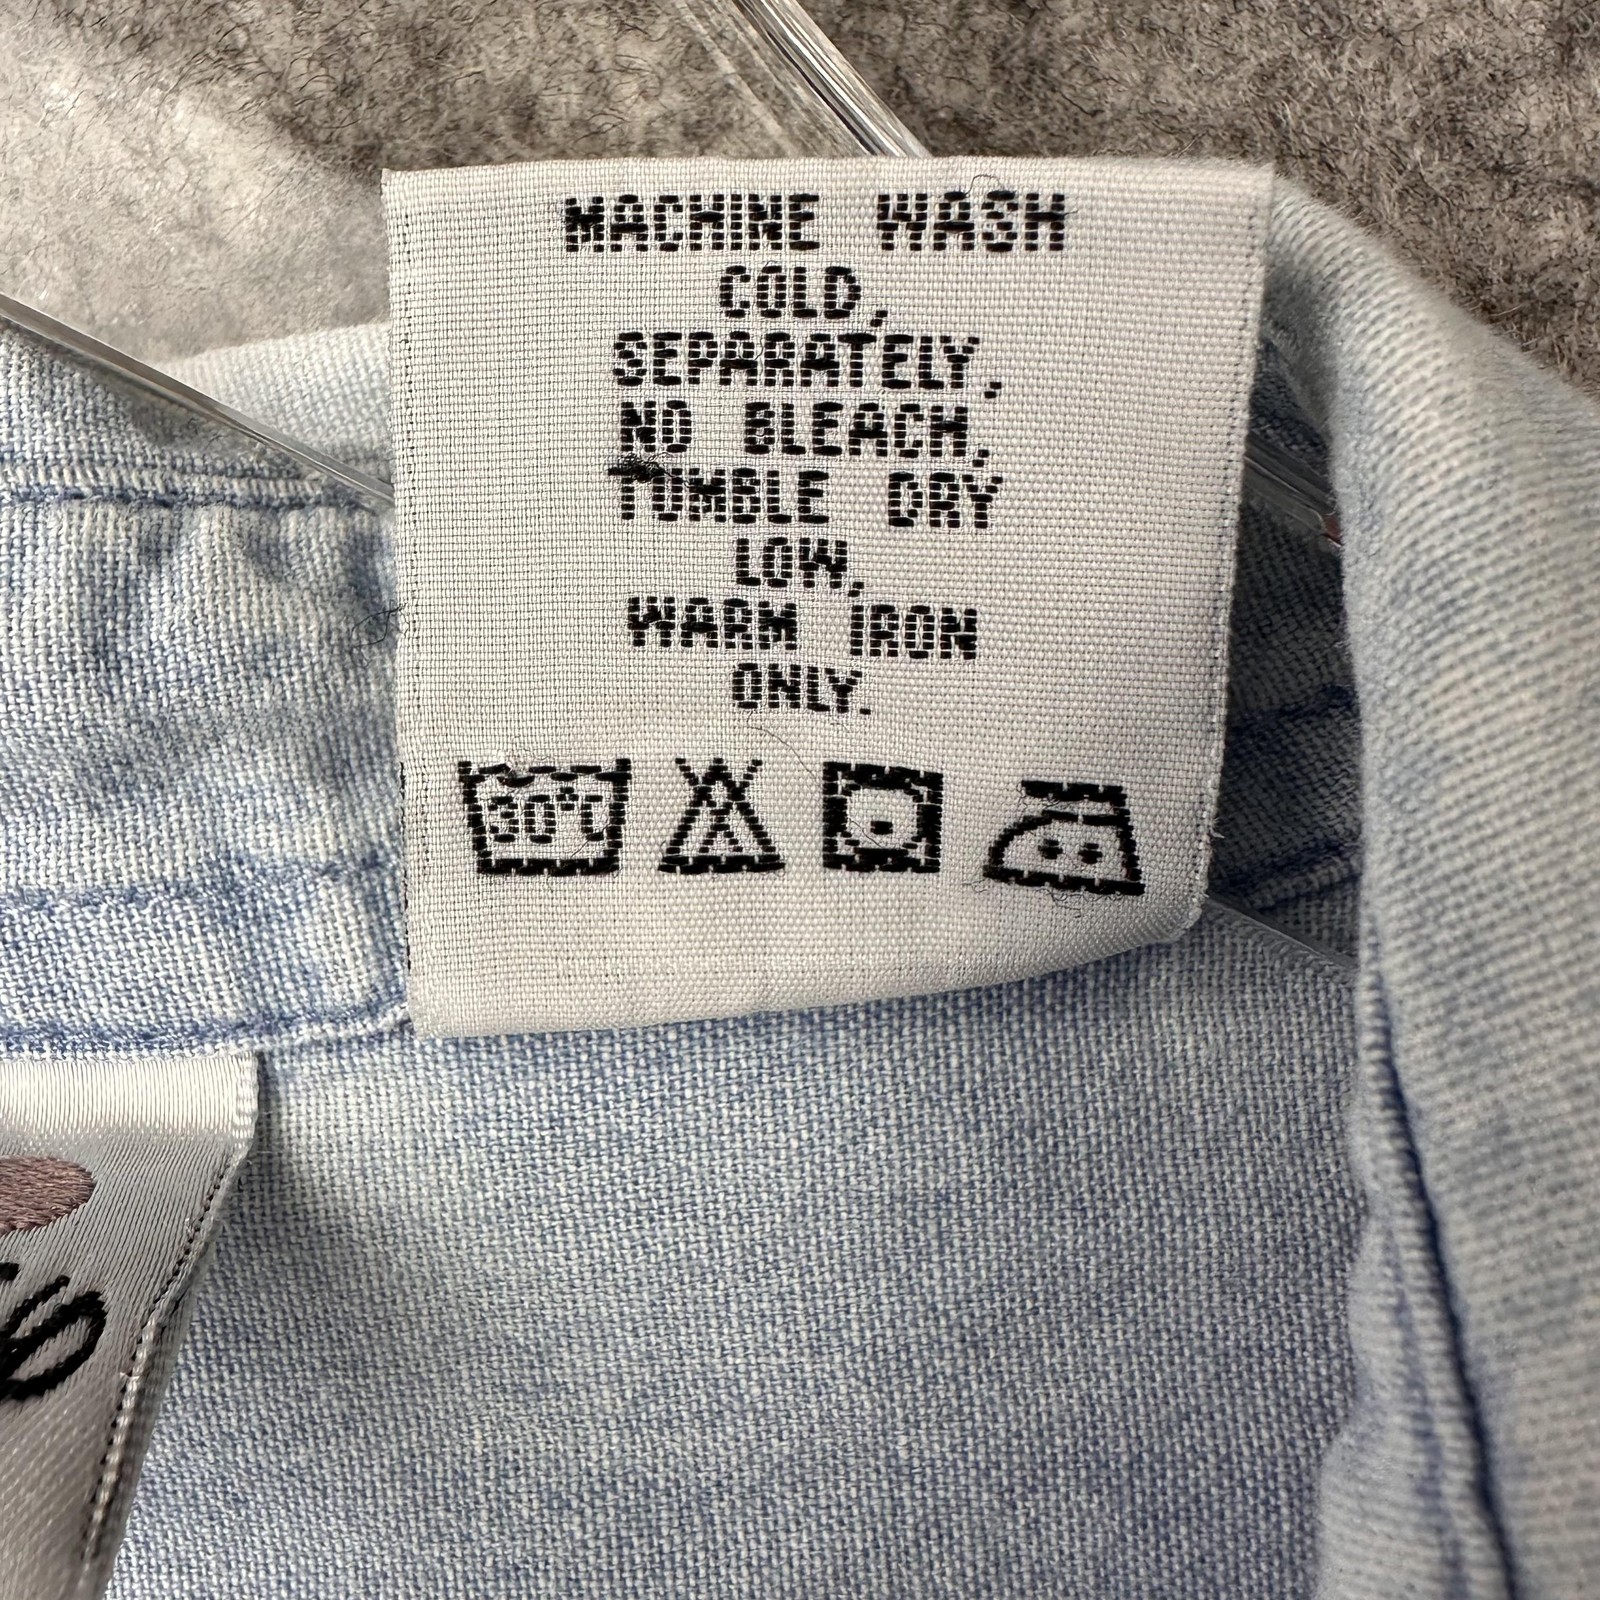 MACHINE WASH
COLD,
SEPARATELY,
NO BLEACH,
TUMBLE DRY
LOW,
WARM IRON
ONLY.
30°C